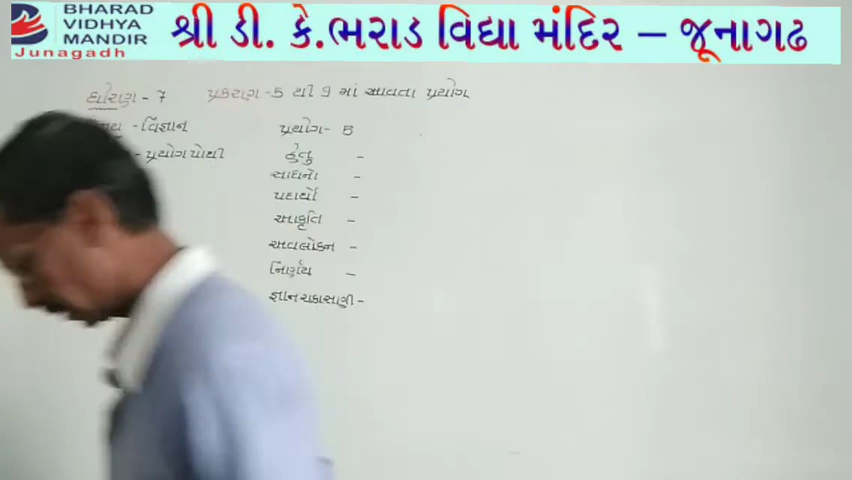 BHARAD
VIDHYA
MANDIR
Junagadh
શ્રી ડી. કે.ભરાડ વિદ્યા મંદિર – જૂનાગઢ
ધોરણ - 7 પ્રકરણ - 5 થી 9 માં આવતા પ્રયોગ
- વિજ્ઞાન
- પ્રયોગપોથી
પ્રયોગ - 5
હેતુ -
સાધનો -
પદાર્થો -
આકૃતિ -
અવલોકન -
નિર્ણય -
જ્ઞાનચકાસણી -